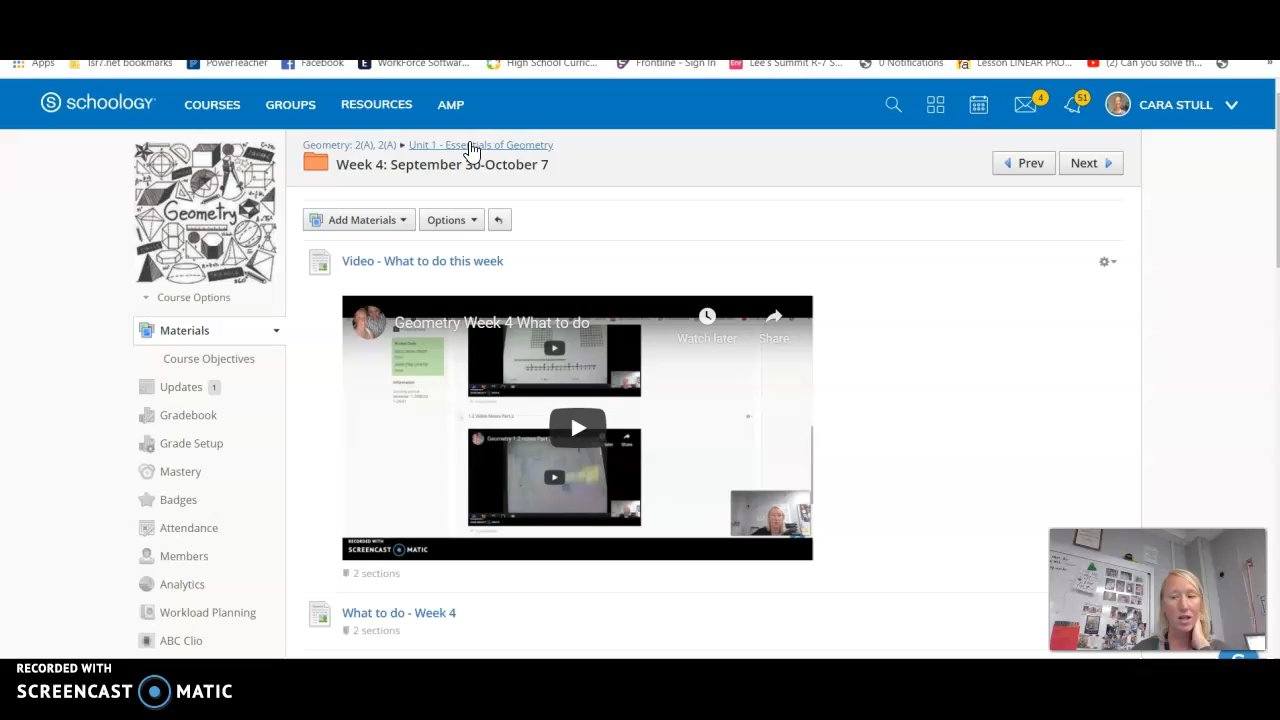 Apps lsr7.net bookmarks PowerTeacher Facebook WorkForce Softwar... High School Curric... Frontline - Sign In Lee's Summit R-7 S... 0 Notifications Lesson LINEAR PRO... (2) Can you solve th... »
schoology COURSES GROUPS RESOURCES AMP 4 51 CARA STULL
Geometry: 2(A), 2(A) ▸ Unit 1 - Essentials of Geometry
Week 4: September 30-October 7
Prev Next
Geometry
Add Materials Options
Video - What to do this week
Course Options
Geometry Week 4 What to do
Watch later Share
Materials
Course Objectives
Updates 1
Gradebook
Grade Setup
Mastery
Badges
Attendance
Members
Analytics
Workload Planning
ABC Clio
RECORDED WITH
SCREENCAST MATIC
2 sections
What to do - Week 4
2 sections
RECORDED WITH
SCREENCAST MATIC